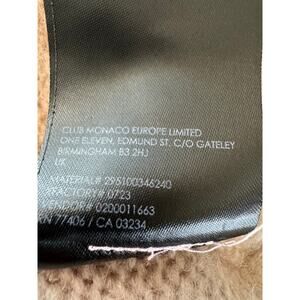 CLUB MONACO EUROPE LIMITED
ONE ELEVEN, EDMUND ST. C/O GATELEY
BIRMINGHAM B3 2HJ
UK
MATERIAL# 295100346240
FACTORY# 0723
VENDOR# 0200011663
RN 77406 / CA 03234